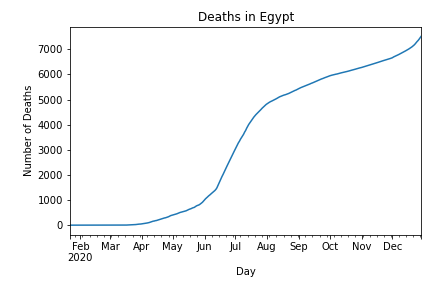 Deaths in Egypt
Number of Deaths
7000
6000
5000
4000
3000
2000
1000
0
Feb Mar Apr May Jun Jul Aug Sep Oct Nov Dec
2020
Day